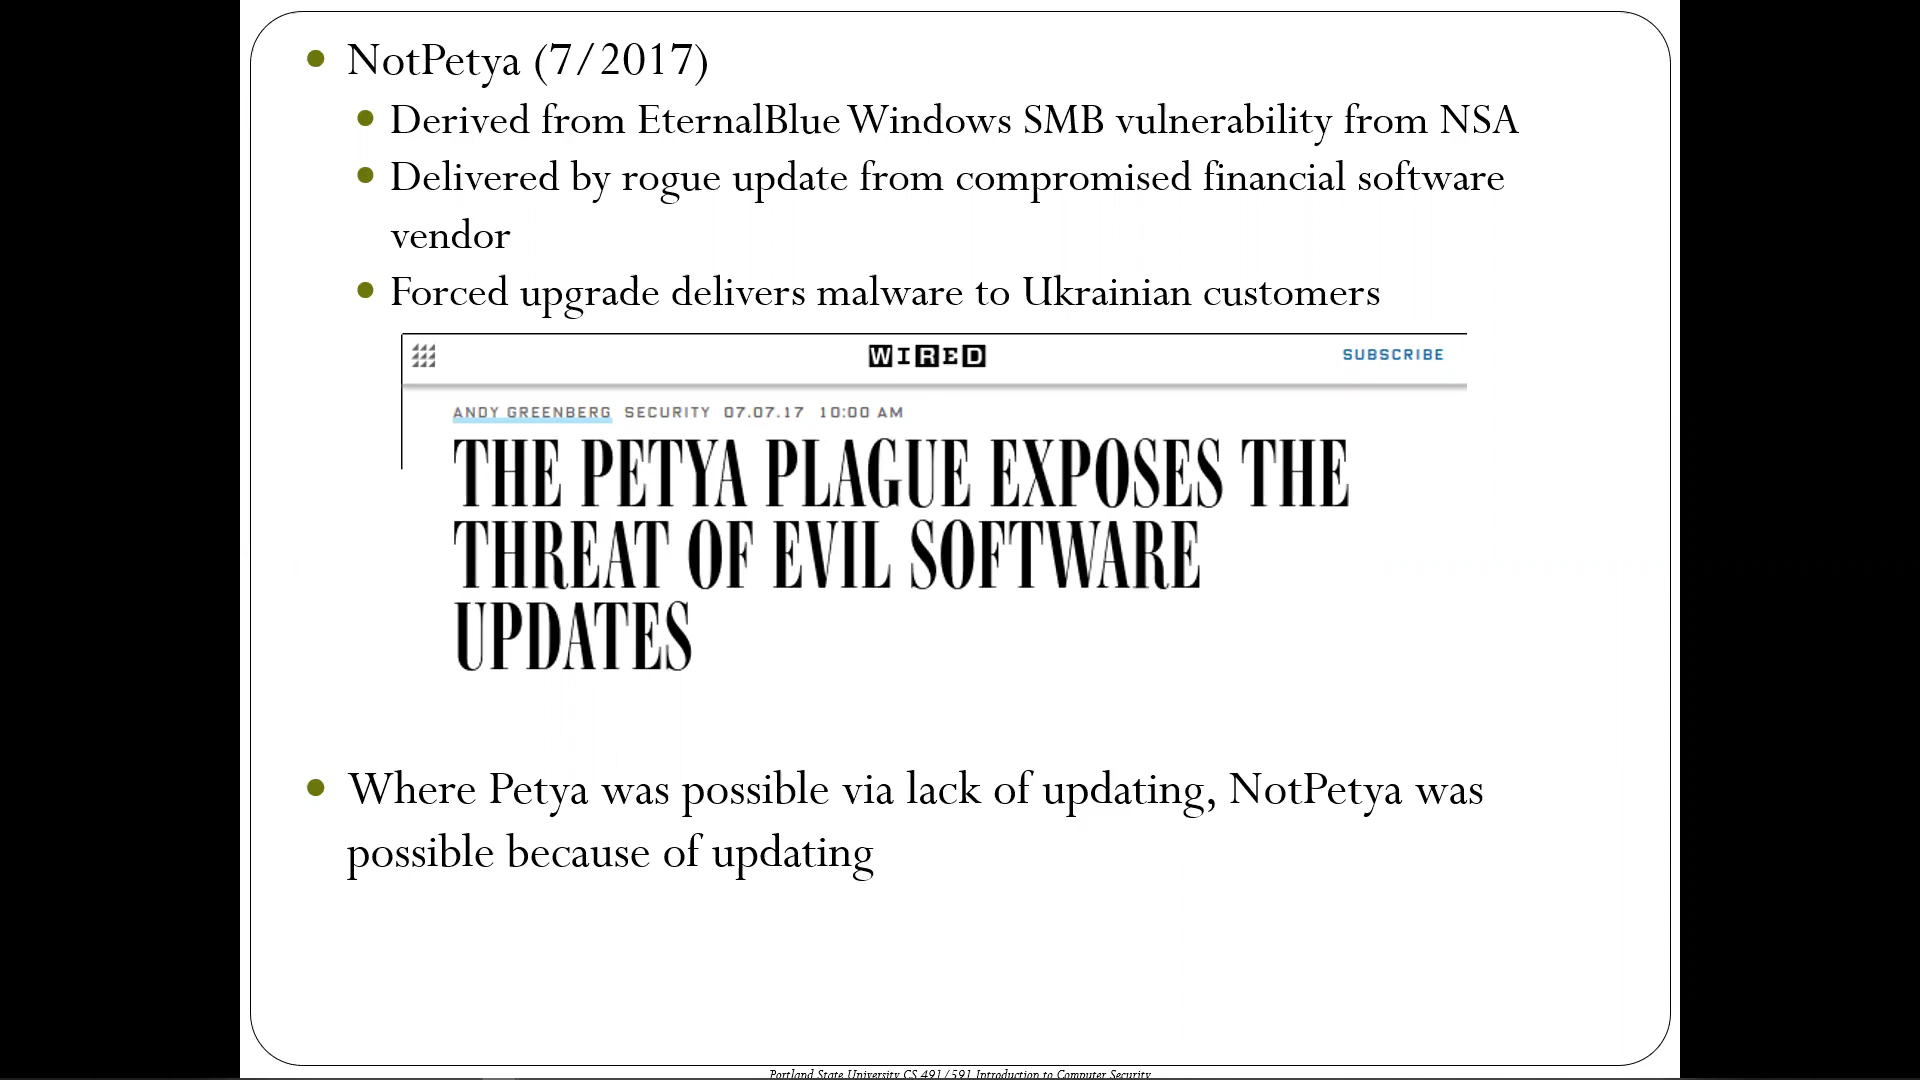 NotPetya (7/2017)
Derived from EternalBlue Windows SMB vulnerability from NSA
Delivered by rogue update from compromised financial software
vendor
Forced upgrade delivers malware to Ukrainian customers
WIRED
SUBSCRIBE
ANDY GREENBERG SECURITY 07.07.17 10:00 AM
THE PETYA PLAGUE EXPOSES THE
THREAT OF EVIL SOFTWARE
UPDATES
Where Petya was possible via lack of updating, NotPetya was
possible because of updating
Portland State University CS 491/591 Introduction to Computer Security